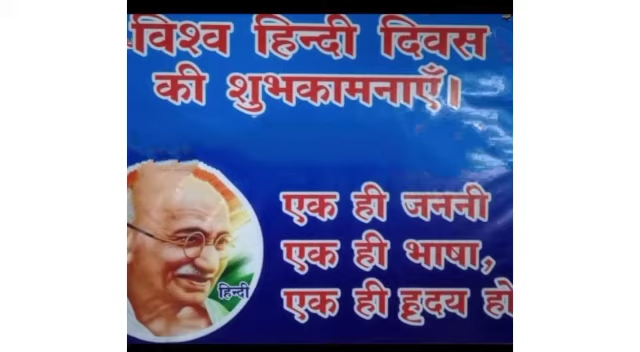 विश्व हिन्दी दिवस
की शुभकामनाएँ।
एक ही जननी
एक ही भाषा,
एक ही हृदय हो
हिन्दी